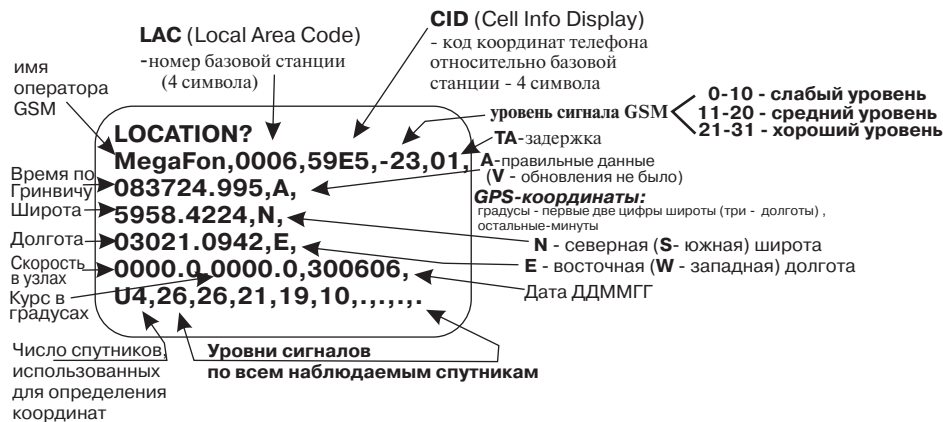 CID (Cell Info Display)
- код координат телефона
относительно базовой
станции - 4 символа
LAC (Local Area Code)
-номер базовой станции
(4 символа)
имя
оператора
GSM
уровень сигнала GSM
0-10 - слабый уровень
11-20 - средний уровень
21-31 - хороший уровень
TA-задержка
LOCATION?
MegaFon,0006,59E5,-23,01,
083724.995,A,
5958.4224,N,
03021.0942,E,
0000.0,0000.0,300606,
U4,26,26,21,19,10,.,.,.,.
A-правильные данные
(V - обновления не было)
GPS-координаты:
градусы - первые две цифры широты (три - долготы) ,
остальные-минуты
N - северная (S- южная) широта
E - восточная (W - западная) долгота
Дата ДДММГГ
Время по
Гринвичу
Широта
Долгота
Скорость
в узлах
Курс в
градусах
Число спутников,
использованных
для определения
координат
Уровни сигналов
по всем наблюдаемым спутникам